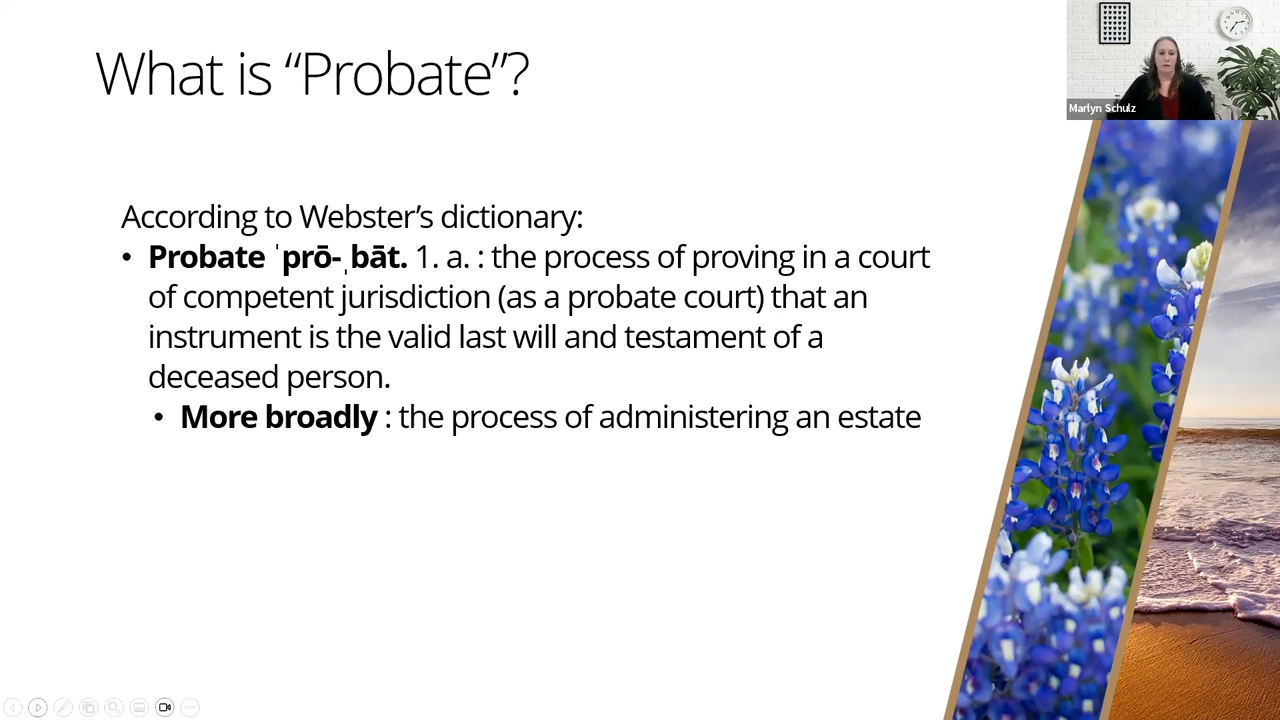 What is “Probate”?
Marlyn Schulz
According to Webster’s dictionary:
• Probate ˈprō-ˌbāt. 1. a. : the process of proving in a court
of competent jurisdiction (as a probate court) that an
instrument is the valid last will and testament of a
deceased person.
• More broadly : the process of administering an estate